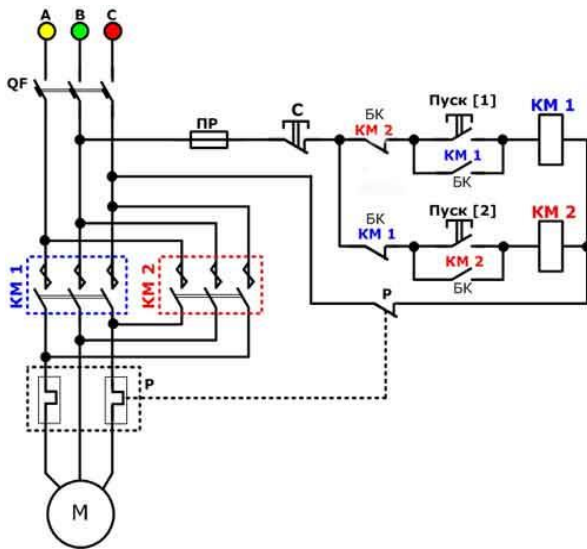 A B C
QF
ПР
С
БК
КМ 2
Пуск [1]
КМ 1
КМ 1
БК
БК
КМ 1
Пуск [2]
КМ 2
КМ 2
БК
КМ 1
КМ 2
Р
Р
М